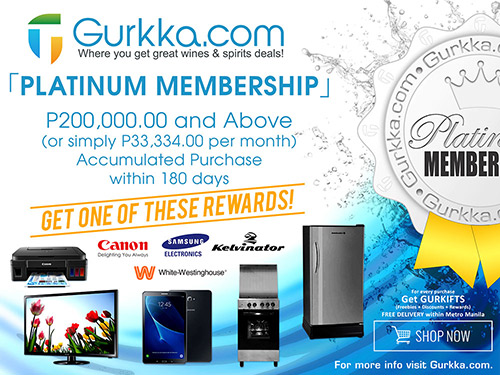 Gurkka.com
Where you get great wines & spirits deals!
「PLATINUM MEMBERSHIP」
P200,000.00 and Above
(or simply P33,334.00 per month)
Accumulated Purchase
within 180 days
GET ONE OF THESE REWARDS!
Canon
Delighting You Always
SAMSUNG
ELECTRONICS
Kelvinator
White-Westinghouse
Gurkka.com
Platinum
MEMBER
Gurkka.com
For every purchase
Get GURKIFTS
(Freebies + Discounts + Rewards)
FREE DELIVERY within Metro Manila
SHOP NOW
For more info visit Gurkka.com.